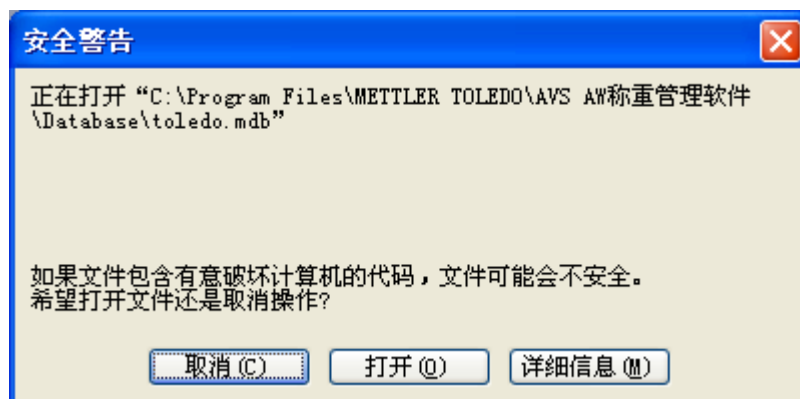 安全警告
正在打开“C:\Program Files\METTLER TOLEDO\AVS AW称重管理软件
\Database\toledo.mdb”
如果文件包含有意破坏计算机的代码，文件可能会不安全。
希望打开文件还是取消操作?
取消(C) 打开(O) 详细信息(M)